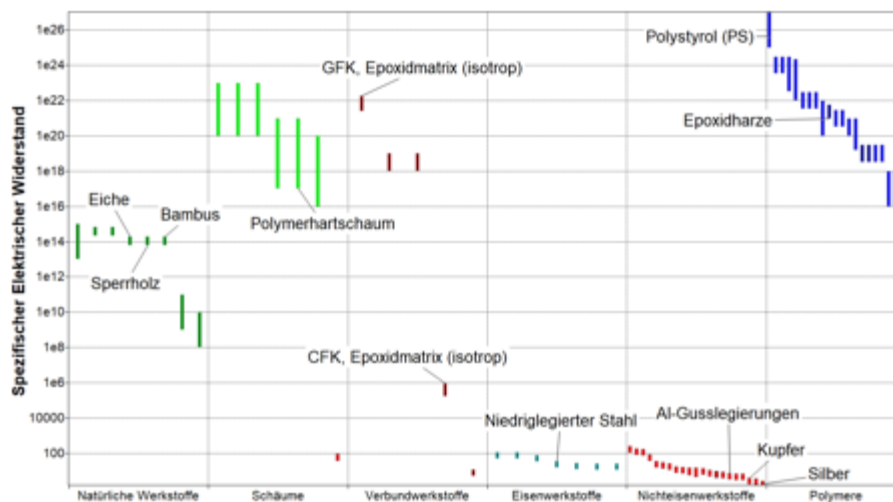 Spezifischer Elektrischer Widerstand
1e26
1e24
1e22
1e20
1e18
1e16
1e14
1e12
1e10
1e8
1e6
10000
100
Polystyrol (PS)
GFK, Epoxidmatrix (isotrop)
Epoxidharze
Eiche
Bambus
Polymerhartschaum
Sperrholz
CFK, Epoxidmatrix (isotrop)
Niedriglegierter Stahl
Al-Gusslegierungen
Kupfer
Silber
Natürliche Werkstoffe
Schäume
Verbundwerkstoffe
Eisenwerkstoffe
Nichteisenwerkstoffe
Polymere